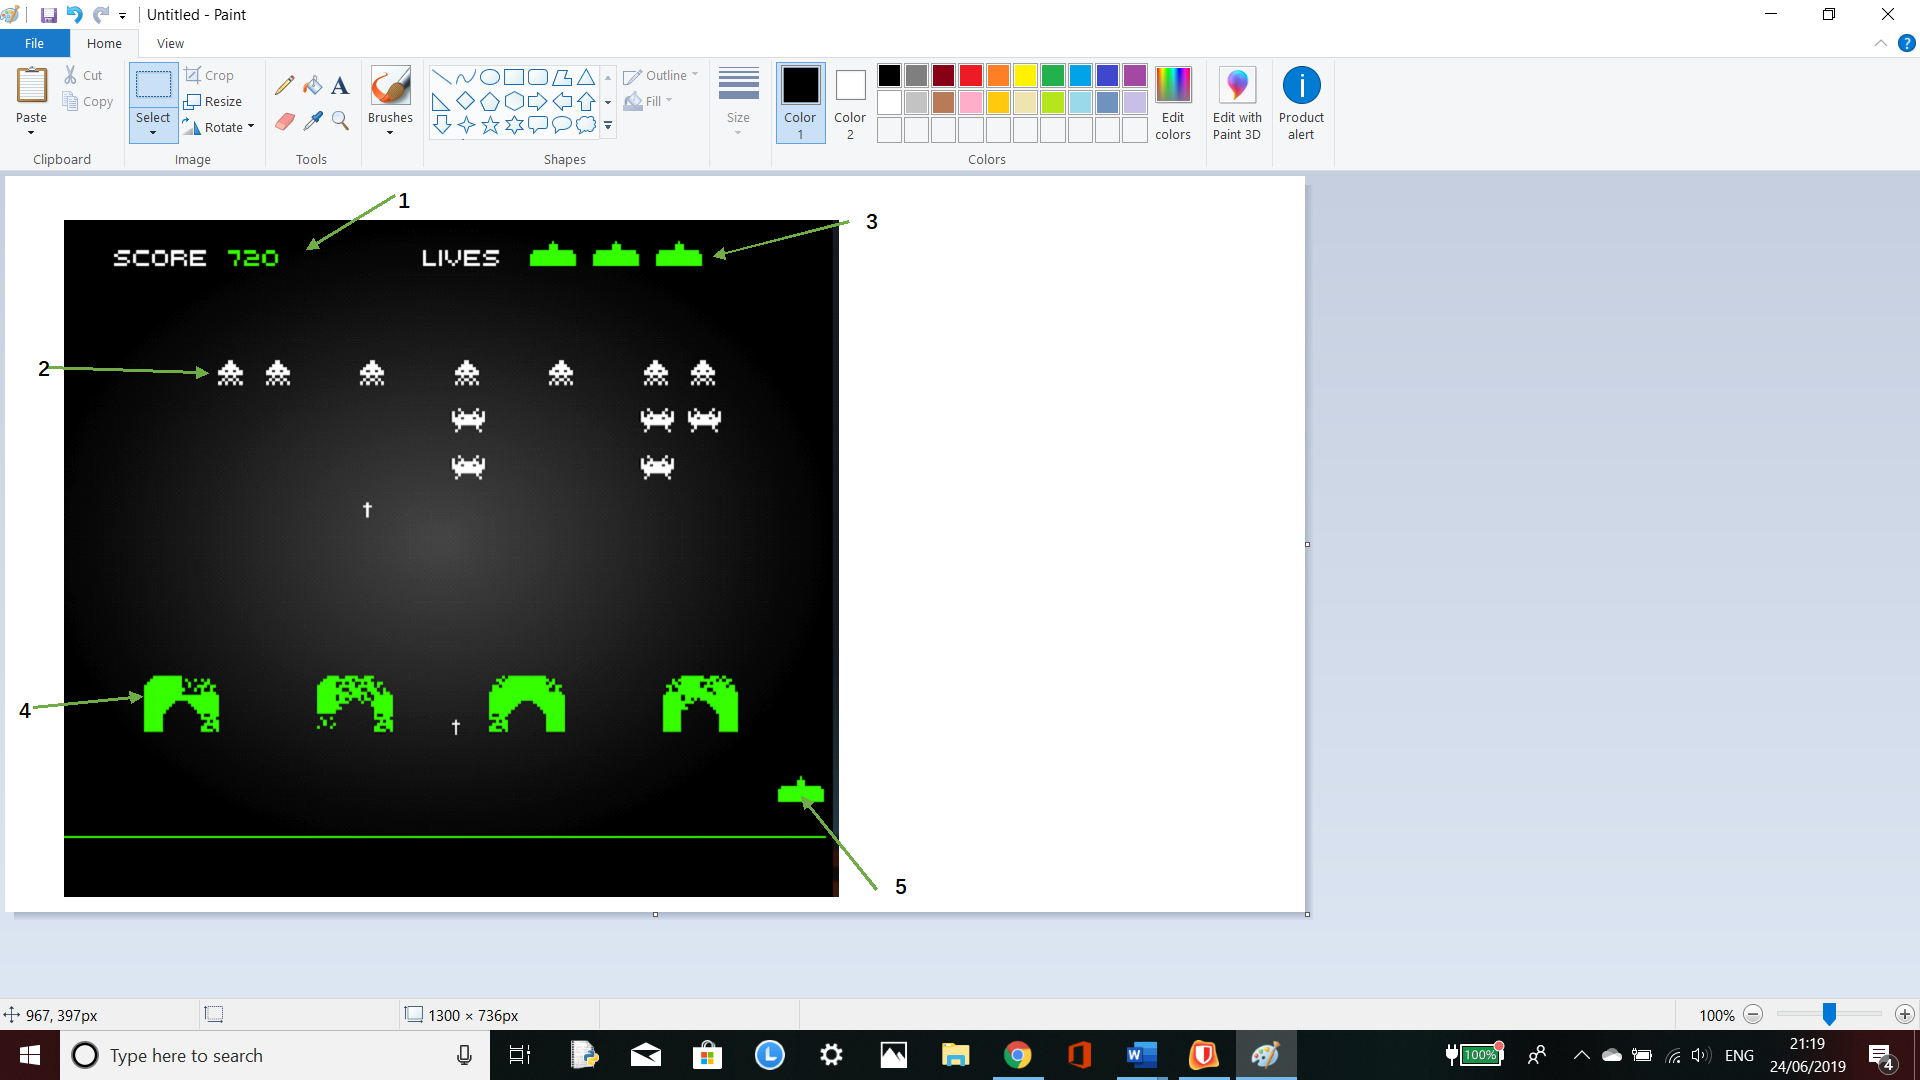 Untitled - Paint
File Home View
Paste
Cut
Copy
Clipboard
Select
Crop
Resize
Rotate
Image
Tools
Brushes
Shapes
Outline
Fill
Size
Color 1
Color 2
Colors
Edit colors
Edit with Paint 3D
Product alert
1
SCORE 720 LIVES
3
2
4
5
967, 397px
1300 × 736px
100%
Type here to search
100%
ENG
21:19
24/06/2019
4